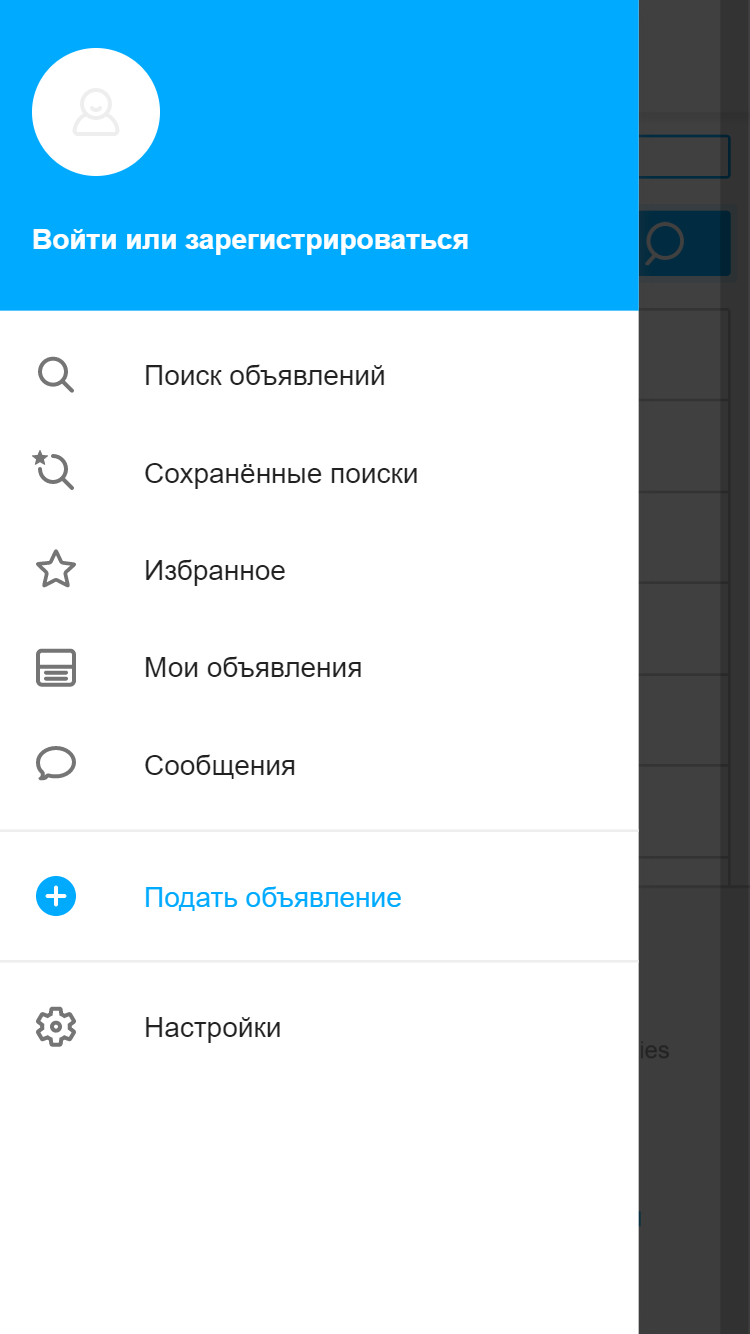 Войти или зарегистрироваться
Поиск объявлений
Сохранённые поиски
Избранное
Мои объявления
Сообщения
Подать объявление
Настройки
ies